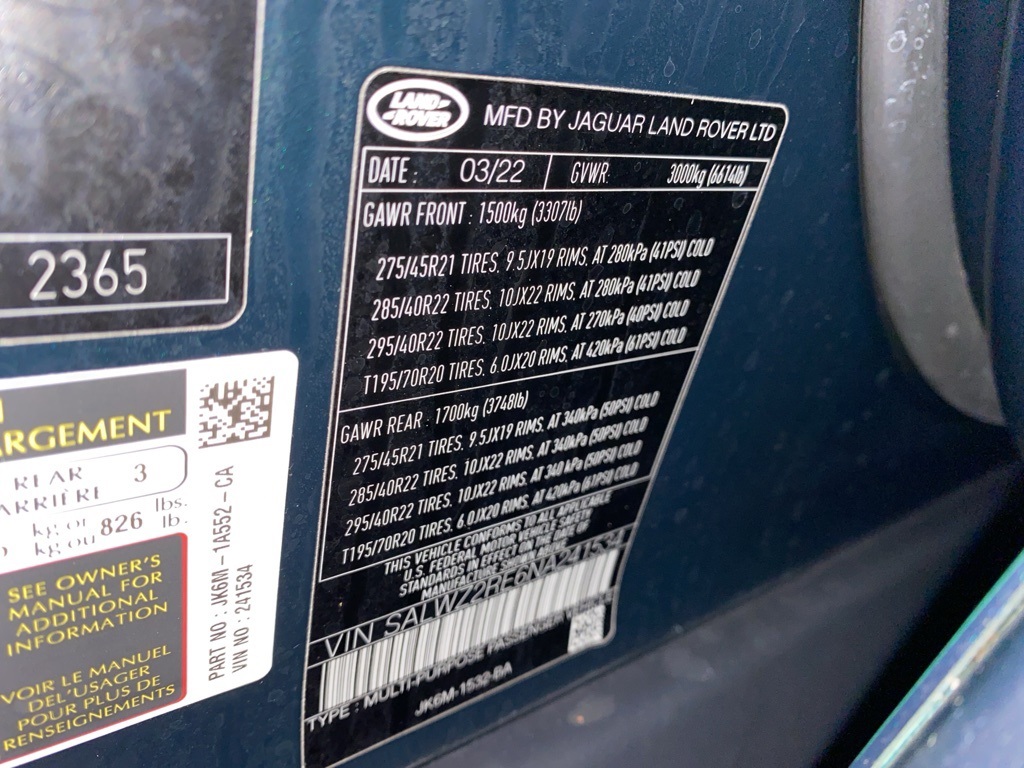 LAND ROVER
MFD BY JAGUAR LAND ROVER LTD
DATE : 03/22 GVWR: 3000kg (6614lb)
GAWR FRONT : 1500kg (3307lb)
275/45R21 TIRES, 9.5JX19 RIMS, AT 280kPa (41PSI) COLD
285/40R22 TIRES, 10JX22 RIMS, AT 280kPa (41PSI) COLD
295/40R22 TIRES, 10JX22 RIMS, AT 270kPa (40PSI) COLD
T195/70R20 TIRES, 6.0JX20 RIMS, AT 420kPa (61PSI) COLD
GAWR REAR : 1700kg (3748lb)
275/45R21 TIRES, 9.5JX19 RIMS, AT 340kPa (50PSI) COLD
285/40R22 TIRES, 10JX22 RIMS, AT 340kPa (50PSI) COLD
295/40R22 TIRES, 10JX22 RIMS, AT 340 kPa (50PSI) COLD
T195/70R20 TIRES, 6.0JX20 RIMS, AT 420kPa (61PSI) COLD
THIS VEHICLE CONFORMS TO ALL APPLICABLE
U.S. FEDERAL MOTOR VEHICLE SAFETY
STANDARDS IN EFFECT ON THE DATE OF
MANUFACTURE SHOWN ABOVE
VIN SALWZ2RE6NA241534
TYPE : MULTI-PURPOSE PASSENGER VEHICLE
JK6M-1532-BA
2365
ARGEMENT
REAR
ARRIÈRE 3
kg or 826 lbs.
kg ou lb.
SEE OWNER'S
MANUAL FOR
ADDITIONAL
INFORMATION
VOIR LE MANUEL
DE L'USAGER
POUR PLUS DE
RENSEIGNEMENTS
PART NO : JK6M-1A552-CA
VIN NO : 241534